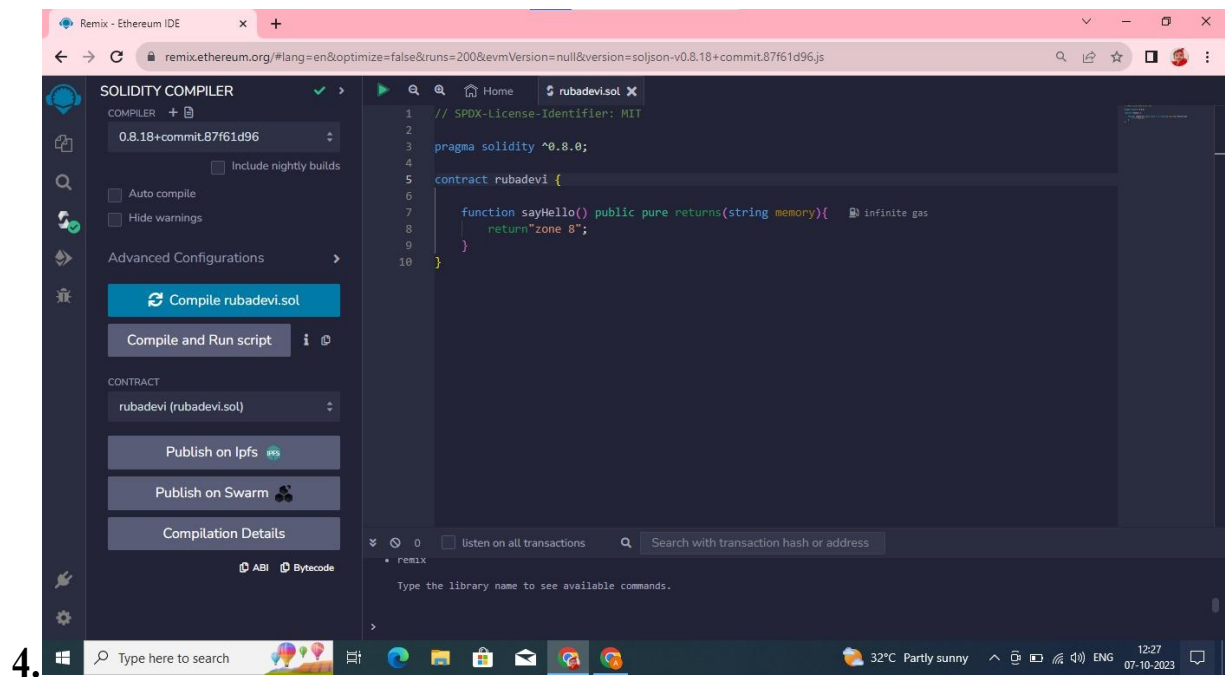 Remix - Ethereum IDE
remix.ethereum.org/#lang=en&optimize=false&runs=200&evmVersion=null&version=soljson-v0.8.18+commit.87f61d96.js
SOLIDITY COMPILER
COMPILER
0.8.18+commit.87f61d96
Include nightly builds
Auto compile
Hide warnings
Advanced Configurations
Compile rubadevi.sol
Compile and Run script
CONTRACT
rubadevi (rubadevi.sol)
Publish on Ipfs IPFS
Publish on Swarm
Compilation Details
ABI Bytecode
Home rubadevi.sol
1 // SPDX-License-Identifier: MIT
2
3 pragma solidity ^0.8.0;
4
5 contract rubadevi {
6
7 function sayHello() public pure returns(string memory){ infinite gas
8 return"zone 8";
9 }
10 }
0 listen on all transactions Search with transaction hash or address
• remix
Type the library name to see available commands.
>
4.
Type here to search
32°C Partly sunny ENG 12:27
07-10-2023